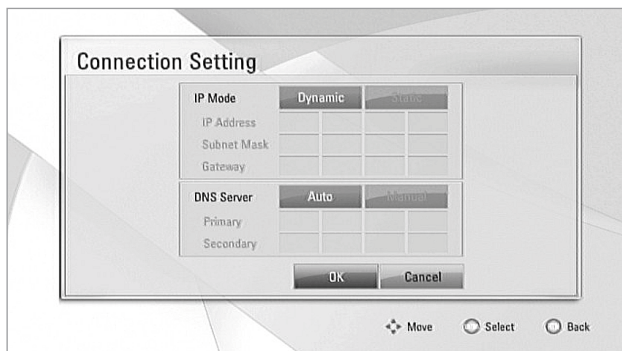 Connection Setting
IP Mode Dynamic Static
IP Address
Subnet Mask
Gateway
DNS Server Auto Manual
Primary
Secondary
OK Cancel
Move Select Back